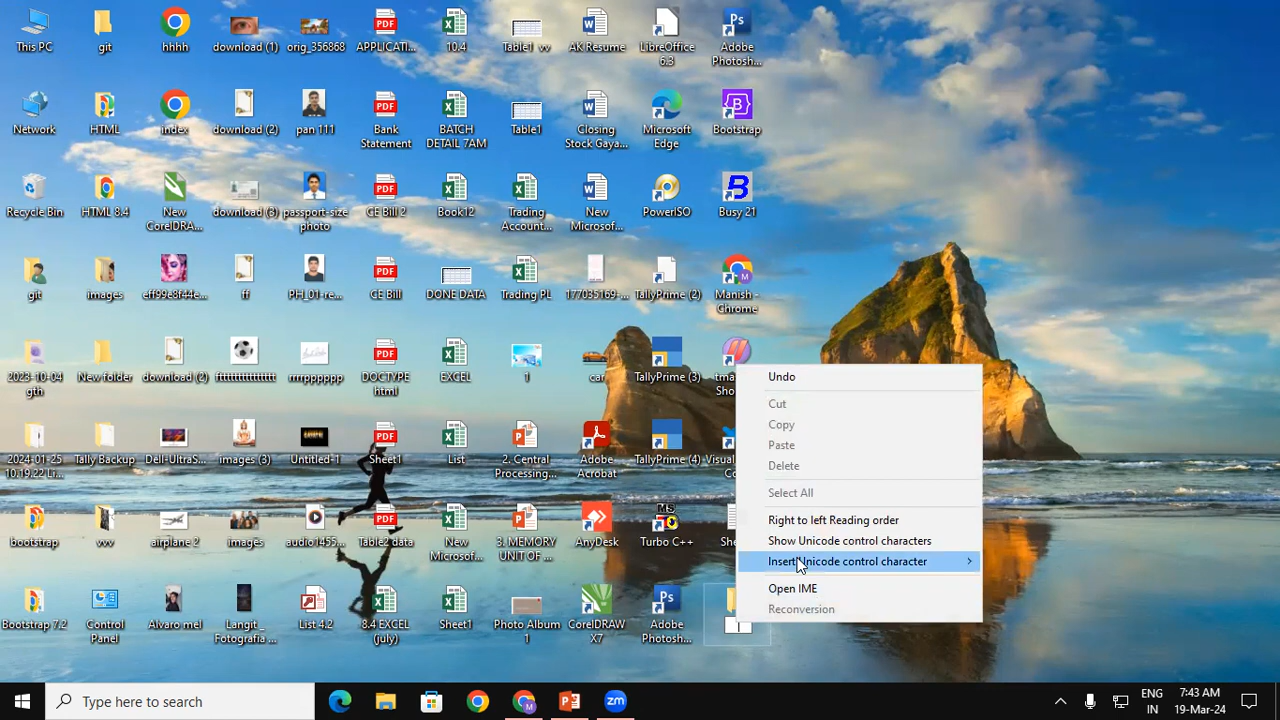 This PC
git
hhhh
download (1)
orig_356868
APPLICATI...
10.4
Table1 vv
AK Resume
LibreOffice
6.3
Adobe
Photosh...
Network
HTML
index
download (2)
pan 111
Bank
Statement
BATCH
DETAIL 7AM
Table1
Closing
Stock Gaya...
Microsoft
Edge
Bootstrap
Recycle Bin
HTML 8.4
New
CorelDRA...
download (3)
passport-size
photo
CE Bill 2
Book12
Trading
Account...
New
Microsof...
PowerISO
Busy 21
git
images
eff99e8f44e...
ff
PH_01-re...
CE Bill
DONE DATA
Trading PL
177035169-...
TallyPrime (2)
Manish -
Chrome
2023-10-04
gth
New folder
download (2)
rrrrpppppp
DOCTYPE
html
EXCEL
1
car
TallyPrime (3)
Sho
2024-01-25
10.19.22 Li...
Tally Backup
Dell-UltraS...
images (3)
Untitled-1
Sheet1
List
2. Central
Processing...
Adobe
Acrobat
TallyPrime (4)
Visual
Co
bootstrap
vvv
airplane 2
images
audio1455...
Table2 data
New
Microsof...
3. MEMORY
UNIT OF ...
AnyDesk
Turbo C++
She
Bootstrap 7.2
Control
Panel
Alvaro mel
Langit_
Fotografia ...
List 4.2
8.4 EXCEL
(july)
Sheet1
Photo Album
1
CorelDRAW
X7
Adobe
Photosh...
Undo
Cut
Copy
Paste
Delete
Select All
Right to left Reading order
Show Unicode control characters
Insert Unicode control character
Open IME
Reconversion
Type here to search
ENG
IN
7:43 AM
19-Mar-24